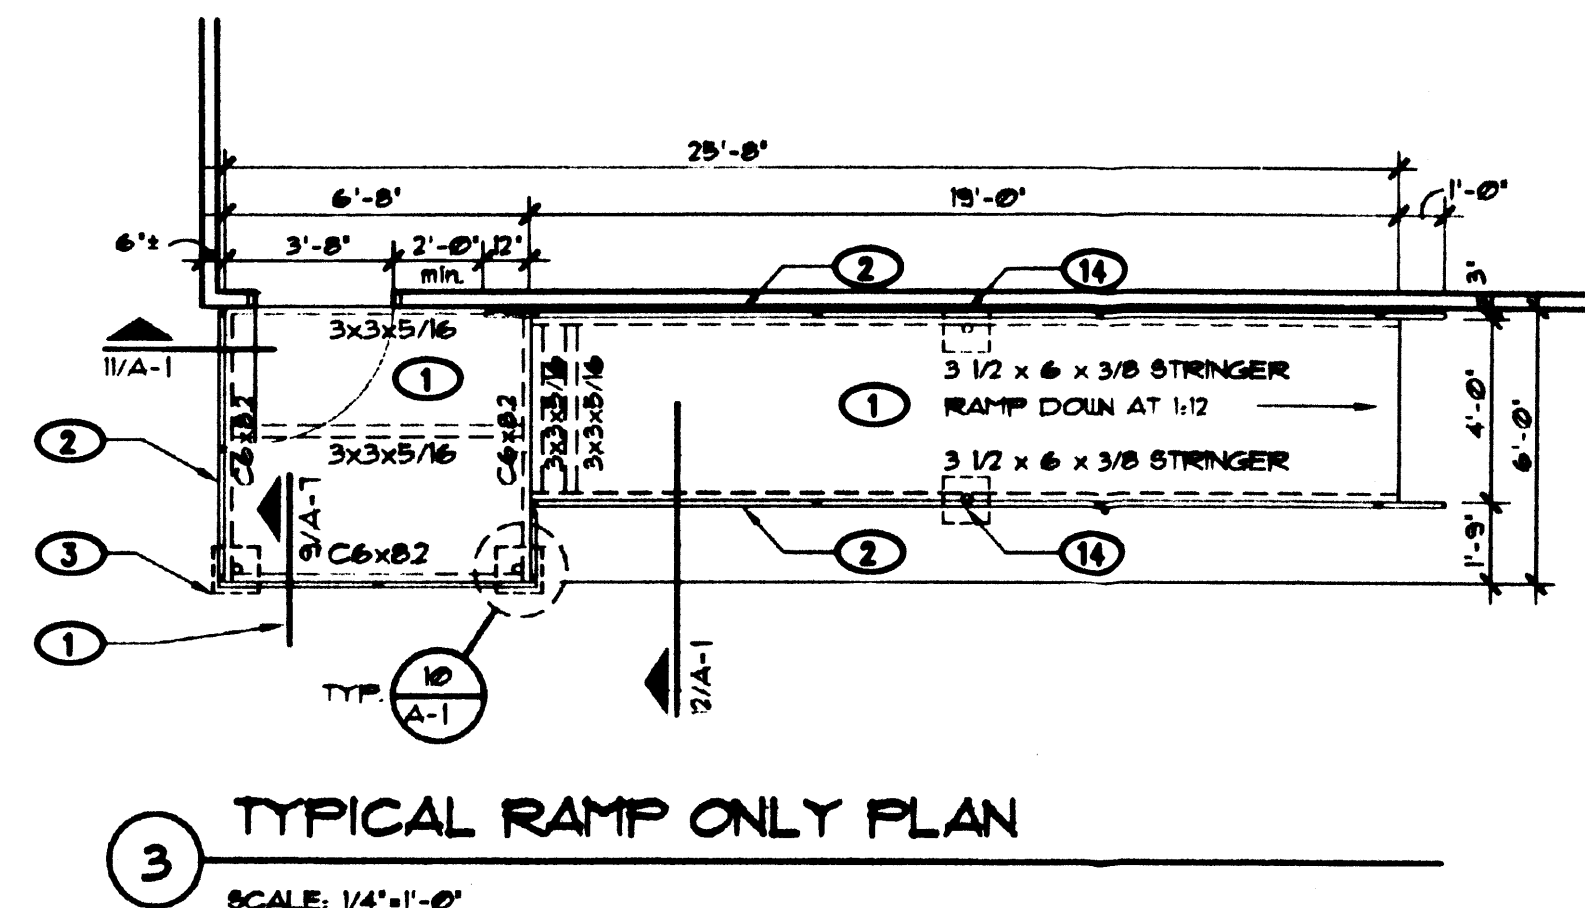 25'-8"
6'-8"
19'-0"
1'-0"
6"±
3'-8"
2'-0"
12"
min.
2
14
3"
3x3x5/16
11/A-1
1
3 1/2 x 6 x 3/8 STRINGER
C6x8.2
C6x8.2
3x3x5/16
3x3x5/16
1
RAMP DOWN AT 1:12
4'-0"
6'-0"
2
3x3x5/16
3 1/2 x 6 x 3/8 STRINGER
9/A-1
3
C6x8.2
2
14
1'-9"
1
12/A-1
TYP.
10
A-1
TYPICAL RAMP ONLY PLAN
3
SCALE: 1/4"=1'-0"